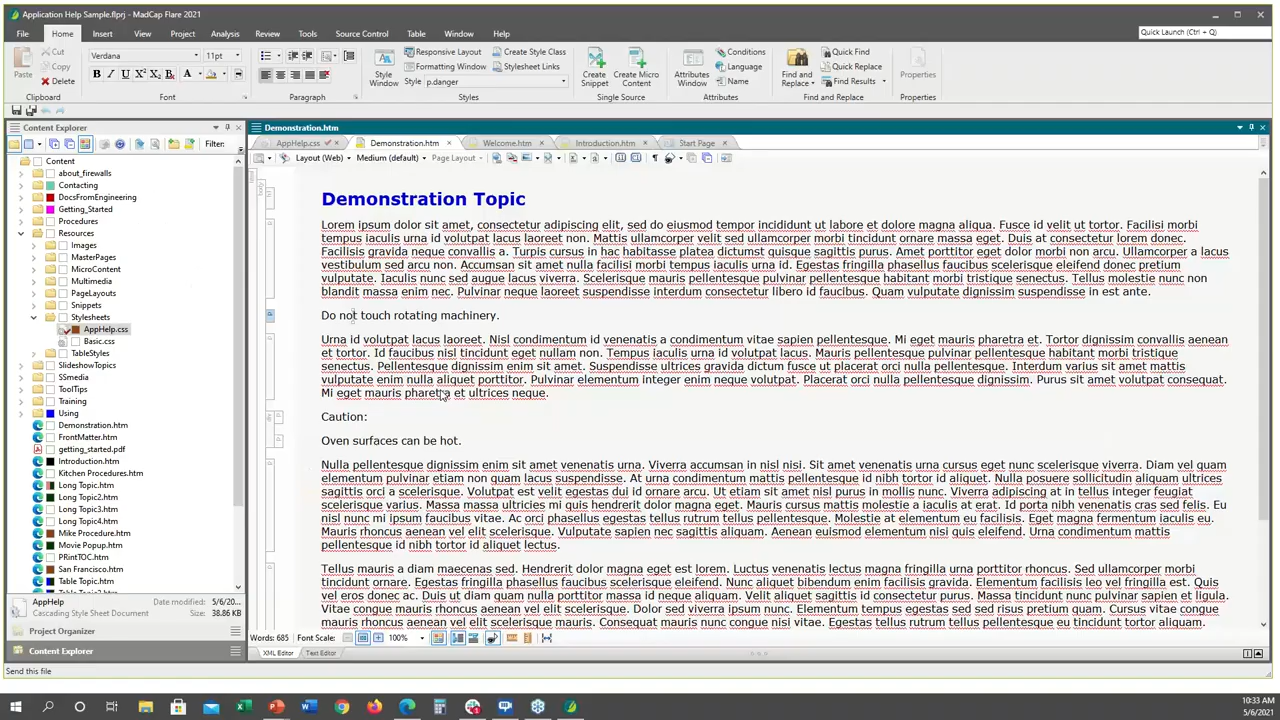 Application Help Sample.flprj - MadCap Flare 2021
File Home Insert View Project Analysis Review Tools Source Control Table Window Help
Quick Launch (Ctrl + Q)
Paste
Cut
Copy
Delete
Clipboard
Verdana 11pt
Font
Paragraph
Style Window
Responsive Layout
Formatting Window
Style p.danger
Create Style Class
Stylesheet Links
Styles
Create Snippet
Create Micro Content
Single Source
Attributes Window
Conditions
Language
Name
Attributes
Find and Replace
Quick Find
Quick Replace
Find Results
Find and Replace
Properties
Properties
Content Explorer
Filter:
Content
about_firewalls
Contacting
DocsFromEngineering
Getting_Started
Procedures
Resources
Images
MasterPages
MicroContent
Multimedia
PageLayouts
Snippets
Stylesheets
AppHelp.css
Basic.css
TableStyles
SlideshowTopics
SSmedia
ToolTips
Training
Using
Demonstration.htm
FrontMatter.htm
getting_started.pdf
Introduction.htm
Kitchen Procedures.htm
Long Topic.htm
Long Topic2.htm
Long Topic3.htm
Long Topic4.htm
Mike Procedure.htm
Movie Popup.htm
PRintTOC.htm
San Francisco.htm
Table Topic.htm
AppHelp Date modified: 5/6/20...
Cascading Style Sheet Document Size: 38.86 KB
Project Organizer
Content Explorer
Send this file
Demonstration.htm
AppHelp.css Demonstration.htm Welcome.htm Introduction.htm Start Page
Layout (Web) Medium (default) Page Layout
Demonstration Topic
Lorem ipsum dolor sit amet, consectetur adipiscing elit, sed do eiusmod tempor incididunt ut labore et dolore magna aliqua. Fusce id velit ut tortor. Facilisi morbi
tempus iaculis urna id volutpat lacus laoreet non. Mattis ullamcorper velit sed ullamcorper morbi tincidunt ornare massa eget. Duis at consectetur lorem donec.
Facilisis gravida neque convallis a. Turpis cursus in hac habitasse platea dictumst quisque sagittis purus. Amet porttitor eget dolor morbi non arcu. Ullamcorper a lacus
vestibulum sed arcu non. Accumsan sit amet nulla facilisi morbi tempus iaculis urna id. Egestas fringilla phasellus faucibus scelerisque eleifend donec pretium
vulputate. Iaculis nunc sed augue lacus viverra. Scelerisque mauris pellentesque pulvinar pellentesque habitant morbi tristique senectus. Tellus molestie nunc non
blandit massa enim nec. Pulvinar neque laoreet suspendisse interdum consectetur libero id faucibus. Quam vulputate dignissim suspendisse in est ante.
Do not touch rotating machinery.
Urna id volutpat lacus laoreet. Nisl condimentum id venenatis a condimentum vitae sapien pellentesque. Mi eget mauris pharetra et. Tortor dignissim convallis aenean
et tortor. Id faucibus nisl tincidunt eget nullam non. Tempus iaculis urna id volutpat lacus. Mauris pellentesque pulvinar pellentesque habitant morbi tristique
senectus. Pellentesque dignissim enim sit amet. Suspendisse ultrices gravida dictum fusce ut placerat orci nulla pellentesque. Interdum varius sit amet mattis
vulputate enim nulla aliquet porttitor. Pulvinar elementum integer enim neque volutpat. Placerat orci nulla pellentesque dignissim. Purus sit amet volutpat consequat.
Mi eget mauris pharetra et ultrices neque.
Caution:
Oven surfaces can be hot.
Nulla pellentesque dignissim enim sit amet venenatis urna. Viverra accumsan in nisl nisi. Sit amet venenatis urna cursus eget nunc scelerisque viverra. Diam vel quam
elementum pulvinar etiam non quam lacus suspendisse. At urna condimentum mattis pellentesque id nibh tortor id aliquet. Nulla posuere sollicitudin aliquam ultrices
sagittis orci a scelerisque. Volutpat est velit egestas dui id ornare arcu. Ut etiam sit amet nisl purus in mollis nunc. Viverra adipiscing at in tellus integer feugiat
scelerisque varius. Massa massa ultricies mi quis hendrerit dolor magna eget. Mauris cursus mattis molestie a iaculis at erat. Id porta nibh venenatis cras sed felis. Eu
nisl nunc mi ipsum faucibus vitae. Ac orci phasellus egestas tellus rutrum tellus pellentesque. Molestie at elementum eu facilisis. Eget magna fermentum iaculis eu.
Mauris rhoncus aenean vel elit scelerisque. Vulputate sapien nec sagittis aliquam. Aenean euismod elementum nisi quis eleifend. Urna condimentum mattis
pellentesque id nibh tortor id aliquet lectus.
Tellus mauris a diam maecenas sed. Hendrerit dolor magna eget est lorem. Luctus venenatis lectus magna fringilla urna porttitor rhoncus. Sed ullamcorper morbi
tincidunt ornare. Egestas fringilla phasellus faucibus scelerisque eleifend. Nunc aliquet bibendum enim facilisis gravida. Elementum facilisis leo vel fringilla est. Quis
vel eros donec ac. Duis ut diam quam nulla porttitor massa id neque aliquam. Velit aliquet sagittis id consectetur purus. Massa tincidunt nunc pulvinar et ligula.
Vitae congue mauris rhoncus aenean vel elit scelerisque. Risus viverra ipsum nunc. Elementum tempus egestas sed sed risus pretium quam. Cursus vitae congue
mauris rhoncus aenean vel elit scelerisque mauris. Consequat mauris nunc congue nisi vitae. Aliquam etiam erat velit scelerisque in dictum non.
Words: 685 Font Scale: 100%
XML Editor Text Editor
10:33 AM
5/6/2021